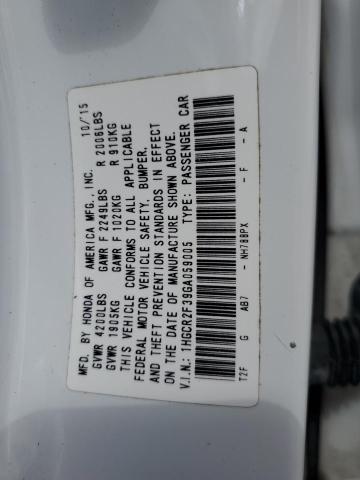 MFD. BY HONDA OF AMERICA MFG., INC. 10/'15
GVWR 4200LBS GAWR F 2249LBS R 2006LBS
GVWR 1905KG GAWR F 1020KG R 910KG
THIS VEHICLE CONFORMS TO ALL APPLICABLE
FEDERAL MOTOR VEHICLE SAFETY, BUMPER,
AND THEFT PREVENTION STANDARDS IN EFFECT
ON THE DATE OF MANUFACTURE SHOWN ABOVE.
V.I.N.: 1HGCR2F39GA059005 TYPE: PASSENGER CAR
T2F G AB7 - NH788PX - F - A